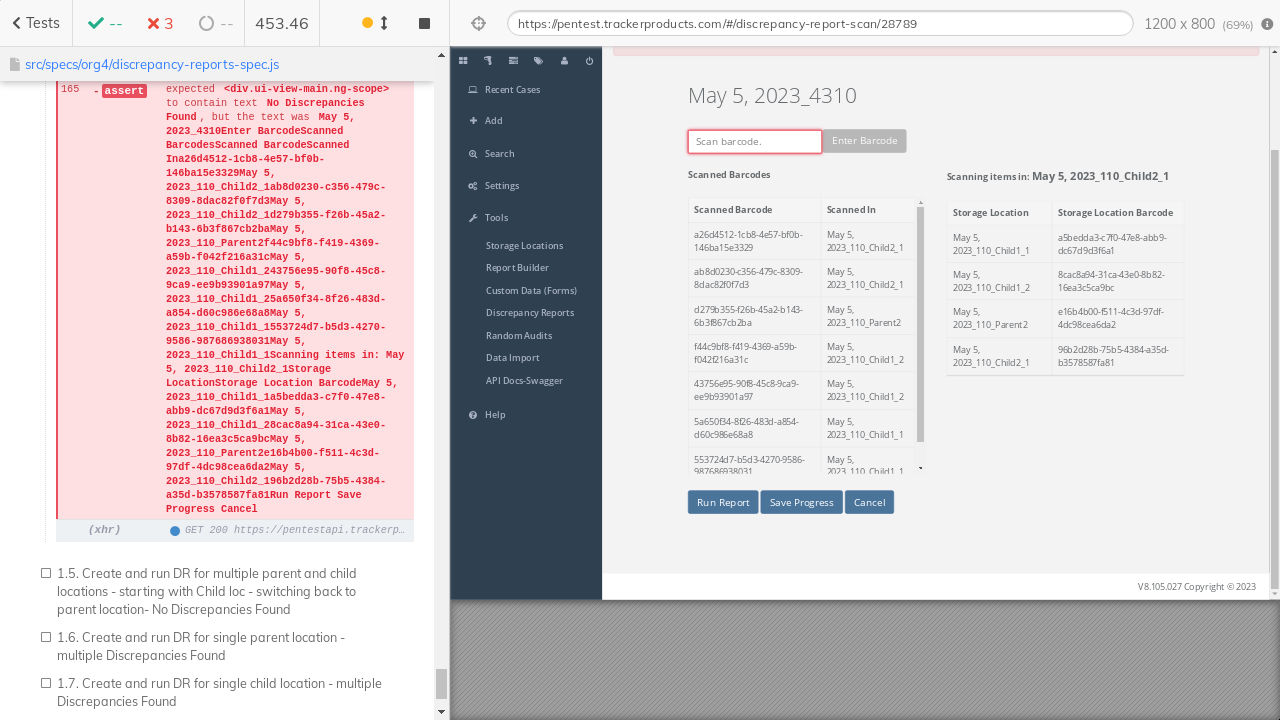 Tests
--
3
--
453.46
https://pentest.trackerproducts.com/#/discrepancy-report-scan/28789
1200 x 800 (69%)
src/specs/org4/discrepancy-reports-spec.js
165 - assert
expected <div.ui-view-main.ng-scope>
to contain text No Discrepancies
Found, but the text was May 5,
2023_4310Enter BarcodeScanned
BarcodesScanned BarcodeScanned
Ina26d4512-1cb8-4e57-bf0b-
146ba15e3329May 5,
2023_110_Child2_1ab8d0230-c356-479c-
8309-8dac82f0f7d3May 5,
2023_110_Child2_1d279b355-f26b-45a2-
b143-6b3f867cb2baMay 5,
2023_110_Parent2f44c9bf8-f419-4369-
a59b-f042f216a31cMay 5,
2023_110_Child1_243756e95-90f8-45c8-
9ca9-ee9b93901a97May 5,
2023_110_Child1_25a650f34-8f26-483d-
a854-d60c986e68a8May 5,
2023_110_Child1_1553724d7-b5d3-4270-
9586-987686938031May 5,
2023_110_Child1_1Scanning items in: May
5, 2023_110_Child2_1Storage
LocationStorage Location BarcodeMay 5,
2023_110_Child1_1a5bedda3-c7f0-47e8-
abb9-dc67d9d3f6a1May 5,
2023_110_Child1_28cac8a94-31ca-43e0-
8b82-16ea3c5ca9bcMay 5,
2023_110_Parent2e16b4b00-f511-4c3d-
97df-4dc98cea6da2May 5,
2023_110_Child2_196b2d28b-75b5-4384-
a35d-b3578587fa81Run Report Save
Progress Cancel
(xhr) GET 200 https://pentestapi.trackerp…
1.5. Create and run DR for multiple parent and child
locations - starting with Child loc - switching back to
parent location- No Discrepancies Found
1.6. Create and run DR for single parent location -
multiple Discrepancies Found
1.7. Create and run DR for single child location - multiple
Discrepancies Found
Recent Cases
Add
Search
Settings
Tools
Storage Locations
Report Builder
Custom Data (Forms)
Discrepancy Reports
Random Audits
Data Import
API Docs-Swagger
Help
May 5, 2023_4310
Scan barcode.
Enter Barcode
Scanned Barcodes
Scanned Barcode Scanned In
a26d4512-1cb8-4e57-bf0b- May 5,
146ba15e3329 2023_110_Child2_1
ab8d0230-c356-479c-8309- May 5,
8dac82f0f7d3 2023_110_Child2_1
d279b355-f26b-45a2-b143- May 5,
6b3f867cb2ba 2023_110_Parent2
f44c9bf8-f419-4369-a59b- May 5,
f042f216a31c 2023_110_Child1_2
43756e95-90f8-45c8-9ca9- May 5,
ee9b93901a97 2023_110_Child1_2
5a650f34-8f26-483d-a854- May 5,
d60c986e68a8 2023_110_Child1_1
553724d7-b5d3-4270-9586- May 5,
987686938031 2023_110_Child1_1
Scanning items in: May 5, 2023_110_Child2_1
Storage Location Storage Location Barcode
May 5, a5bedda3-c7f0-47e8-abb9-
2023_110_Child1_1 dc67d9d3f6a1
May 5, 8cac8a94-31ca-43e0-8b82-
2023_110_Child1_2 16ea3c5ca9bc
May 5, e16b4b00-f511-4c3d-97df-
2023_110_Parent2 4dc98cea6da2
May 5, 96b2d28b-75b5-4384-a35d-
2023_110_Child2_1 b3578587fa81
Run Report
Save Progress
Cancel
V8.105.027 Copyright © 2023